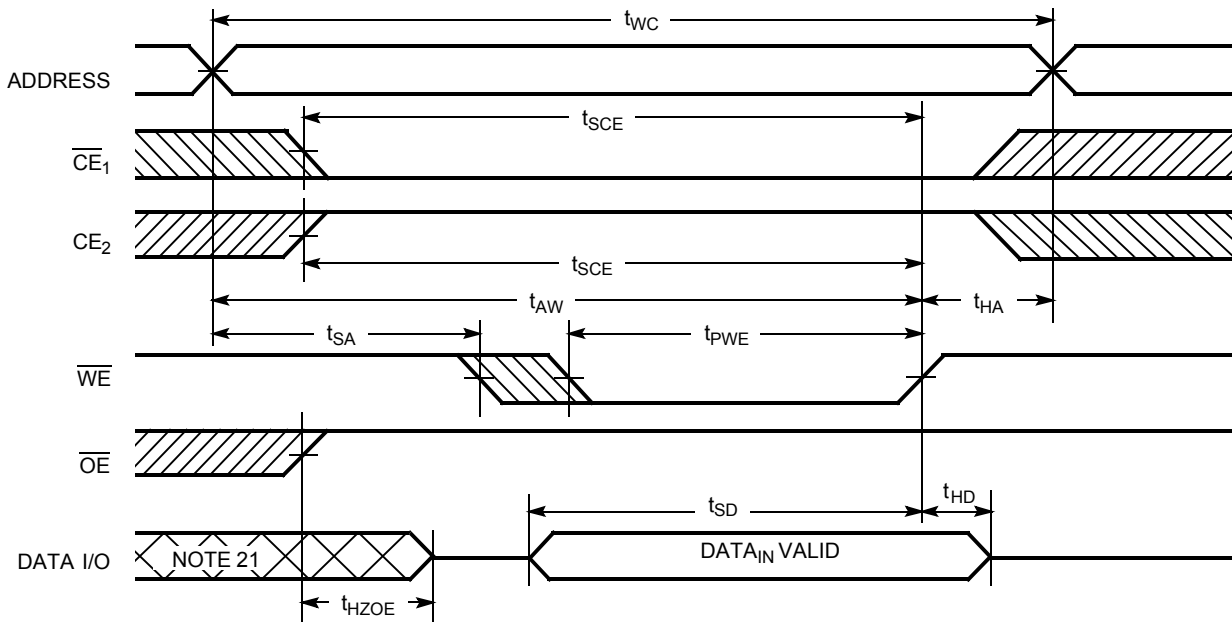 tWC
ADDRESS
tSCE
CE1
CE2
tSCE
tAW
tHA
tSA
tPWE
WE
OE
tSD
tHD
DATA I/O
NOTE 21
DATAIN VALID
tHZOE